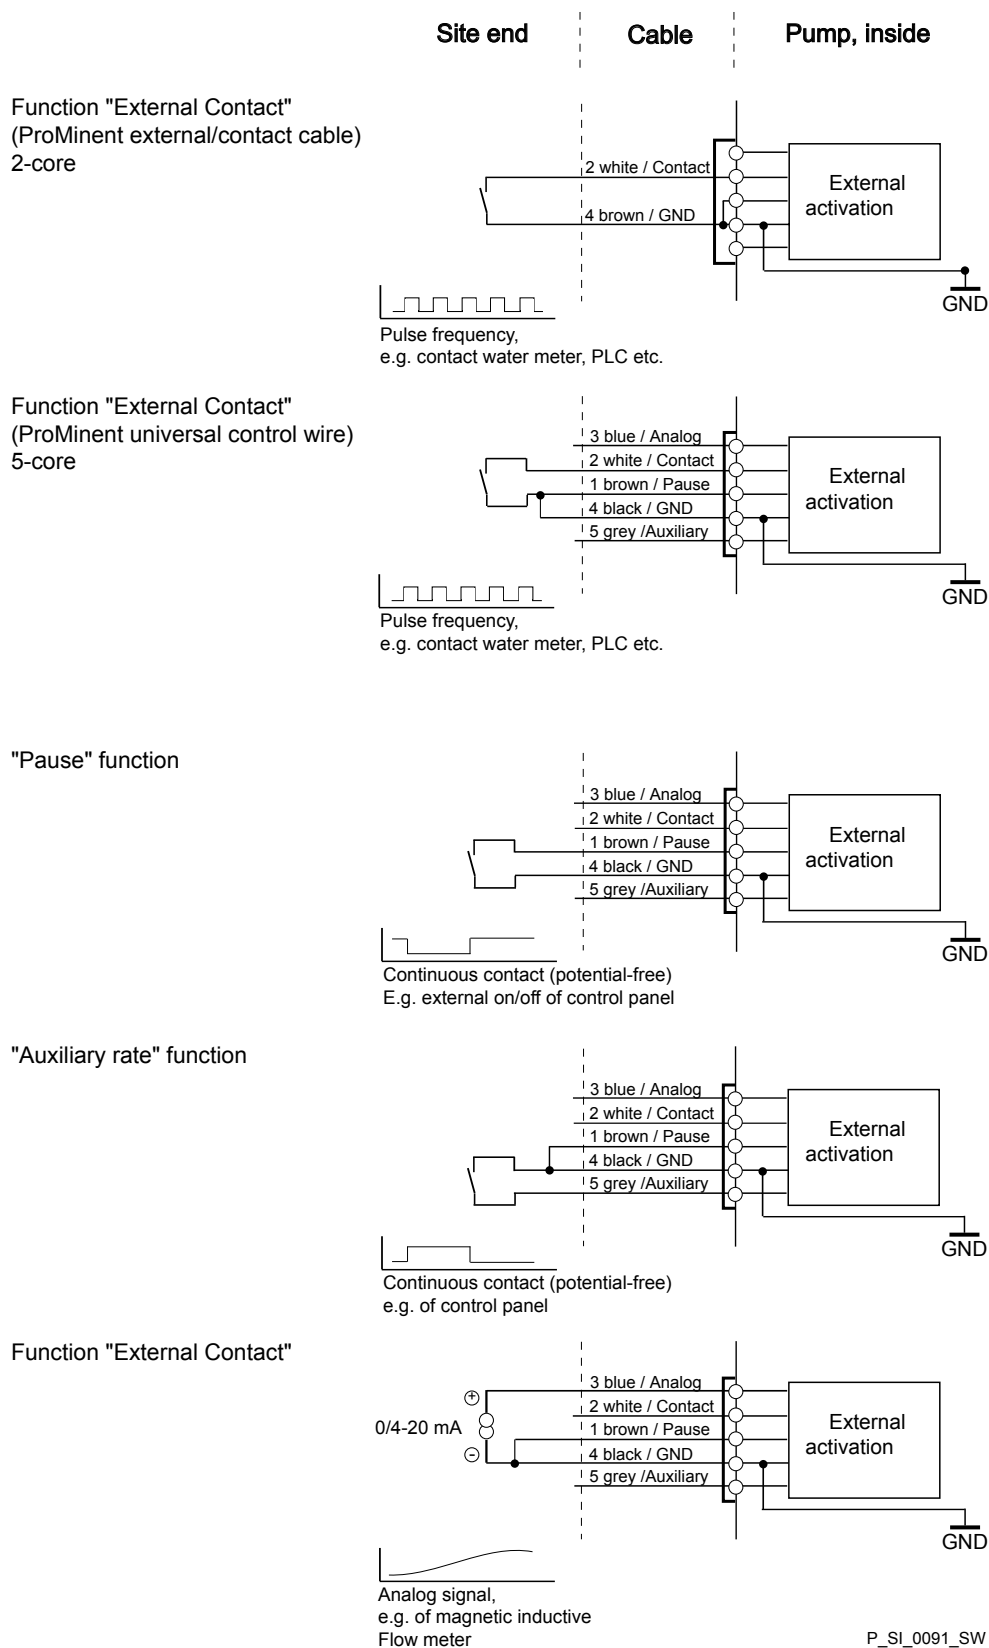 Site end Cable Pump, inside
Function "External Contact"
(ProMinent external/contact cable)
2-core
2 white / Contact
4 brown / GND
External
activation
GND
Pulse frequency,
e.g. contact water meter, PLC etc.
Function "External Contact"
(ProMinent universal control wire)
5-core
3 blue / Analog
2 white / Contact
1 brown / Pause
4 black / GND
5 grey /Auxiliary
External
activation
GND
Pulse frequency,
e.g. contact water meter, PLC etc.
"Pause" function
3 blue / Analog
2 white / Contact
1 brown / Pause
4 black / GND
5 grey /Auxiliary
External
activation
GND
Continuous contact (potential-free)
E.g. external on/off of control panel
"Auxiliary rate" function
3 blue / Analog
2 white / Contact
1 brown / Pause
4 black / GND
5 grey /Auxiliary
External
activation
GND
Continuous contact (potential-free)
e.g. of control panel
Function "External Contact"
3 blue / Analog
2 white / Contact
1 brown / Pause
4 black / GND
5 grey /Auxiliary
+
0/4-20 mA
-
External
activation
GND
Analog signal,
e.g. of magnetic inductive
Flow meter
P_SI_0091_SW